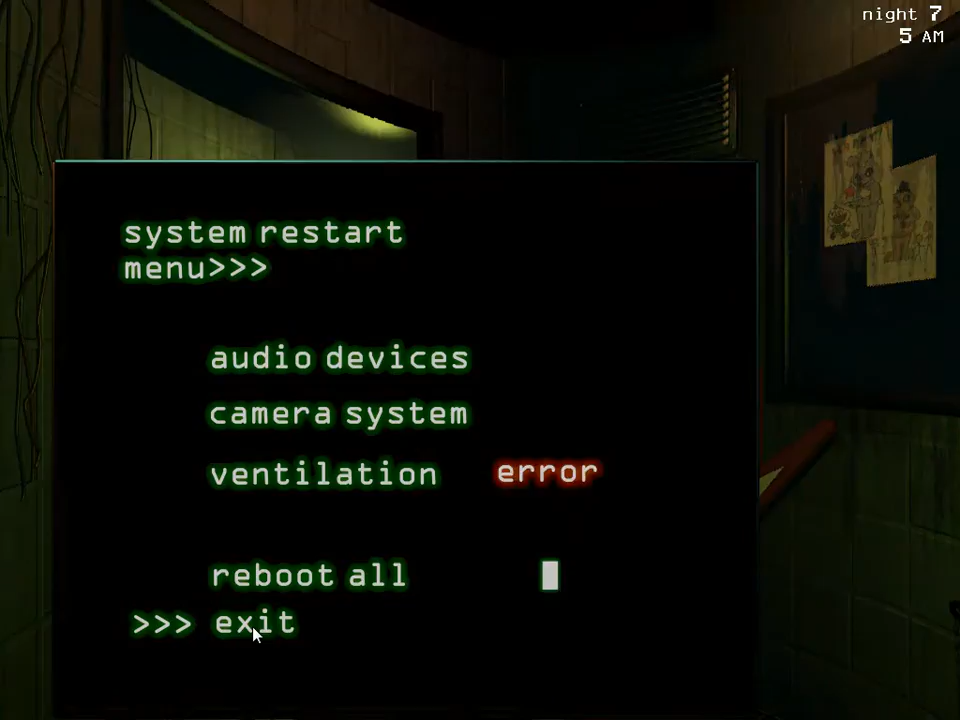 night 7
5 AM
system restart
menu>>>
audio devices
camera system
ventilation error
reboot all
>>> exit